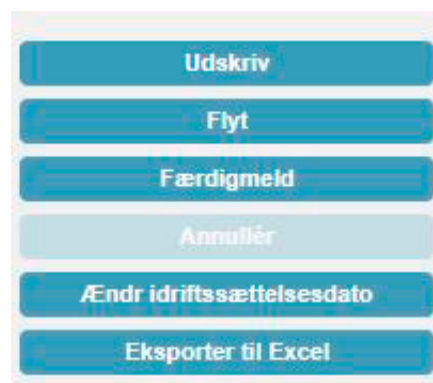 Udskriv
Flyt
Færdigmeld
Annullér
Ændr idriftssættelsesdato
Eksporter til Excel